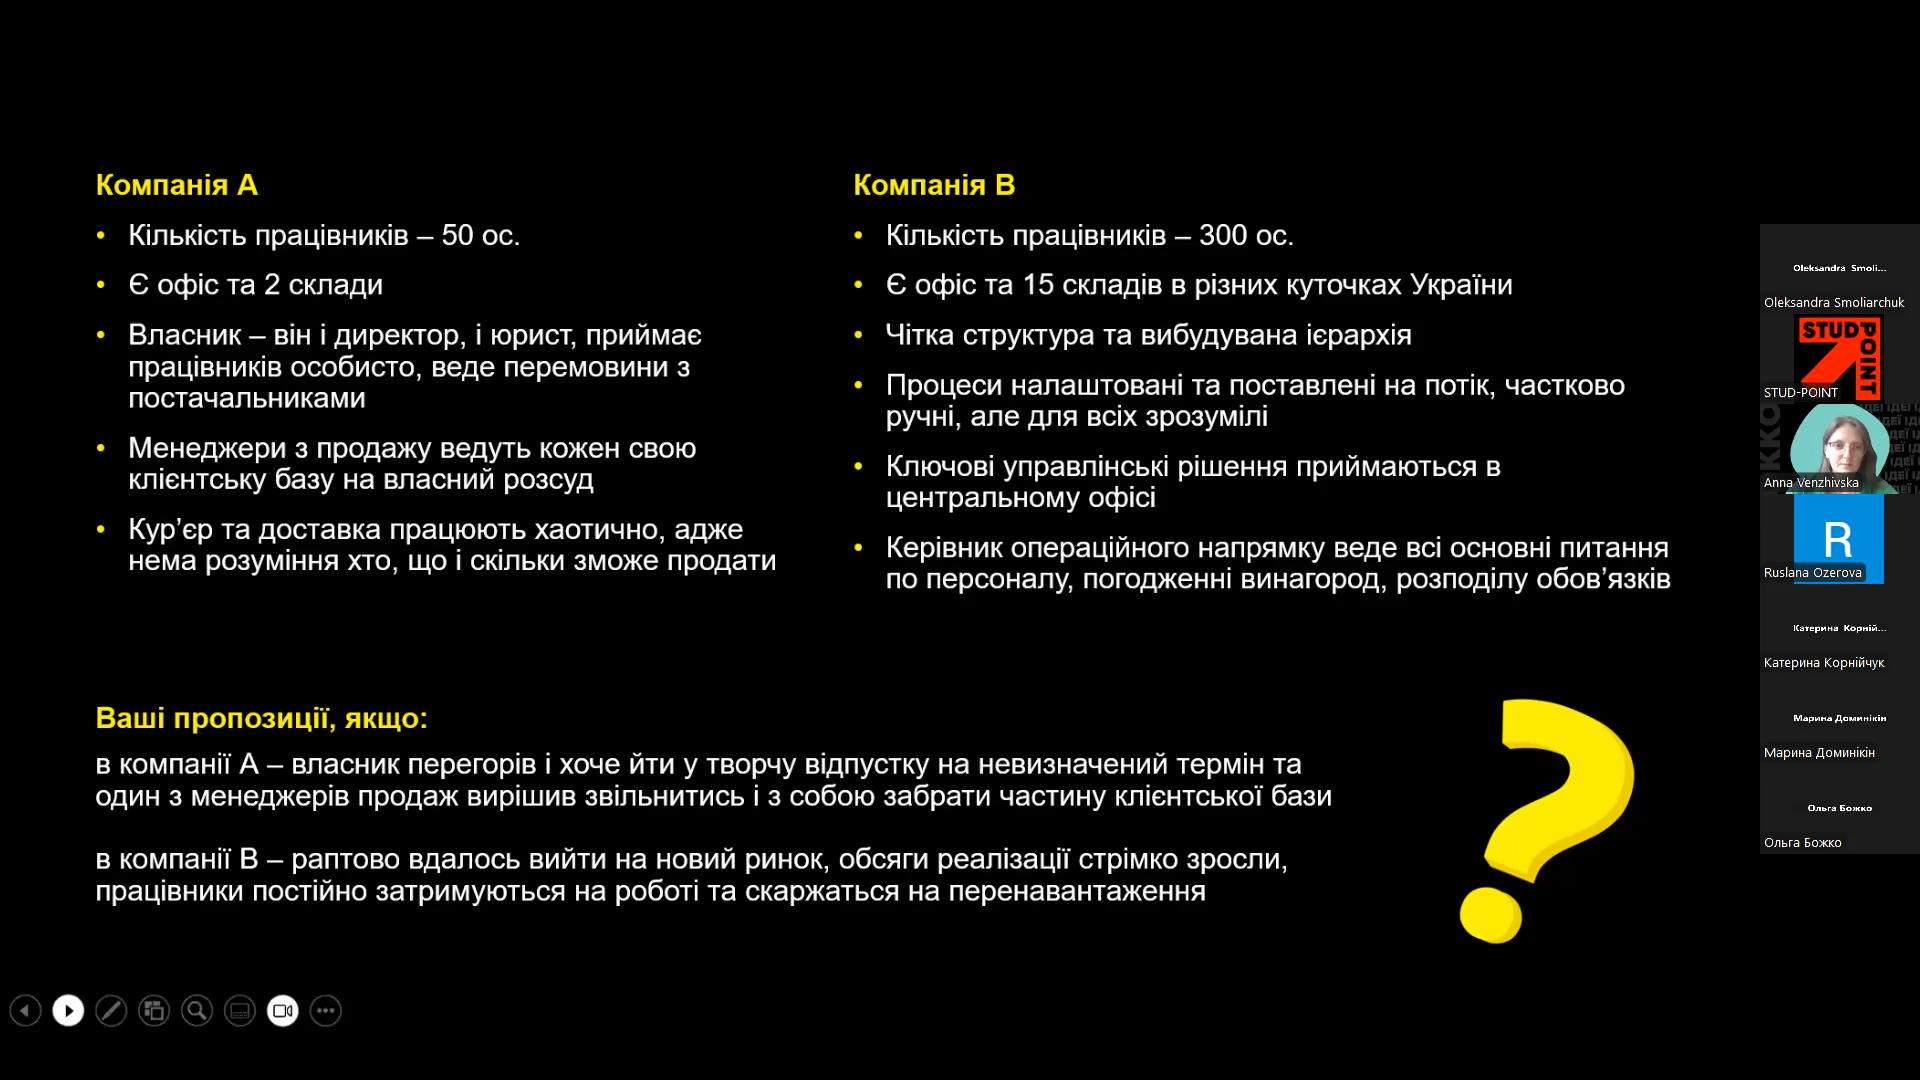 Компанія А
• Кількість працівників – 50 ос.
• Є офіс та 2 склади
• Власник – він і директор, і юрист, приймає
працівників особисто, веде перемовини з
постачальниками
• Менеджери з продажу ведуть кожен свою
клієнтську базу на власний розсуд
• Кур’єр та доставка працюють хаотично, адже
нема розуміння хто, що і скільки зможе продати
Компанія В
• Кількість працівників – 300 ос.
• Є офіс та 15 складів в різних куточках України
• Чітка структура та вибудувана ієрархія
• Процеси налаштовані та поставлені на потік, частково
ручні, але для всіх зрозумілі
• Ключові управлінські рішення приймаються в
центральному офісі
• Керівник операційного напрямку веде всі основні питання
по персоналу, погодженні винагород, розподілу обов’язків
Ваші пропозиції, якщо:
в компанії А – власник перегорів і хоче йти у творчу відпустку на невизначений термін та
один з менеджерів продаж вирішив звільнитись і з собою забрати частину клієнтської бази
в компанії В – раптово вдалось вийти на новий ринок, обсяги реалізації стрімко зросли,
працівники постійно затримуються на роботі та скаржаться на перенавантаження
?
Oleksandra Smoli...
Oleksandra Smoliarchuk
STUD
POINT
STUD-POINT
Anna Venzhivska
R
Ruslana Ozerova
Катерина Корній...
Катерина Корнійчук
Марина Доминікін
Марина Доминікін
Ольга Божко
Ольга Божко